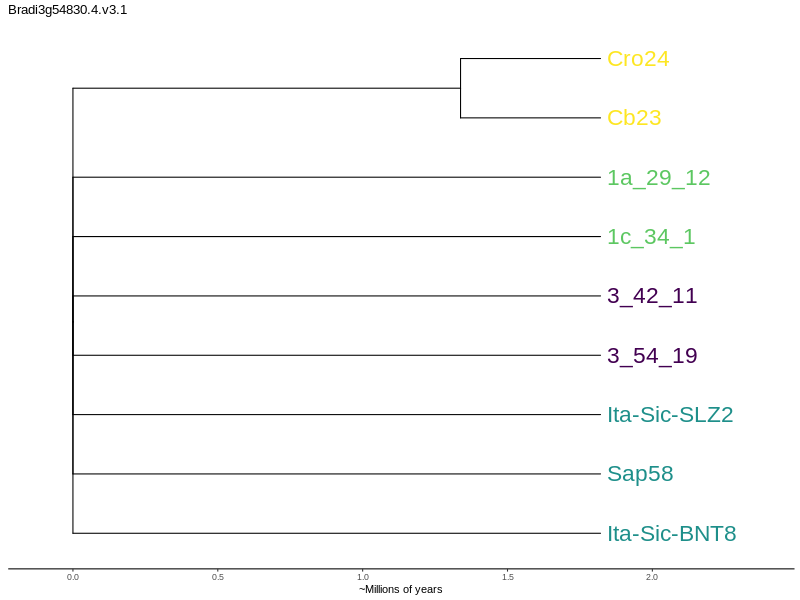 Bradi3g54830.4.v3.1
Cro24
Cb23
1a_29_12
1c_34_1
3_42_11
3_54_19
Ita-Sic-SLZ2
Sap58
Ita-Sic-BNT8
0.0 0.5 1.0 1.5 2.0
~Millions of years